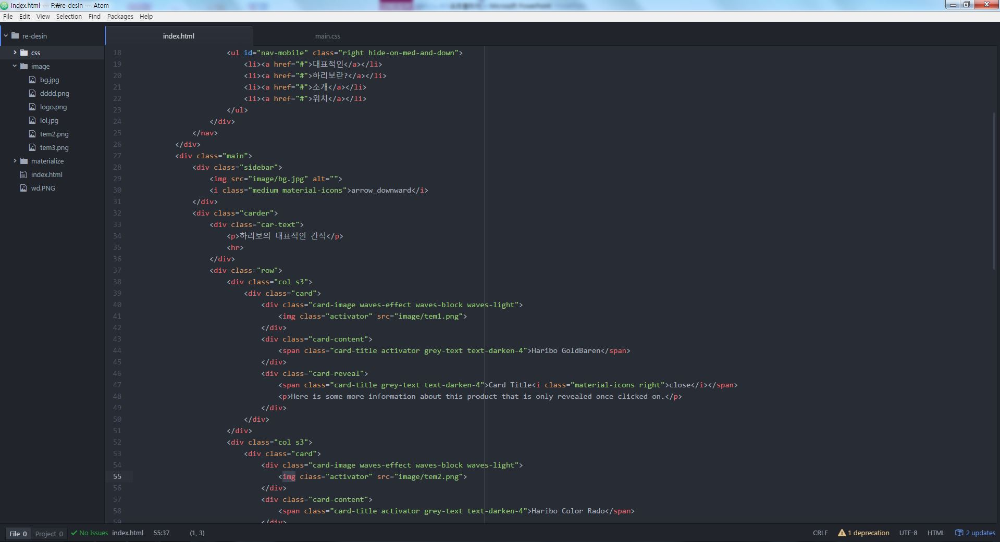 index.html — F:₩re-desin — Atom
Microsoft PowerPoint
File Edit View Selection Find Packages Help
re-desin
css
image
bg.jpg
dddd.png
logo.png
lol.jpg
tem2.png
tem3.png
materialize
index.html
wd.PNG
index.html main.css
18 <ul id="nav-mobile" class="right hide-on-med-and-down">
19 <li><a href="#">대표적인</a></li>
20 <li><a href="#">하리보란?</a></li>
21 <li><a href="#">소개</a></li>
22 <li><a href="#">위치</a></li>
23 </ul>
24 </div>
25 </nav>
26 </div>
27 <div class="main">
28 <div class="sidebar">
29 <img src="image/bg.jpg" alt="">
30 <i class="medium material-icons">arrow_downward</i>
31 </div>
32 <div class="carder">
33 <div class="car-text">
34 <p>하리보의 대표적인 간식</p>
35 <hr>
36 </div>
37 <div class="row">
38 <div class="col s3">
39 <div class="card">
40 <div class="card-image waves-effect waves-block waves-light">
41 <img class="activator" src="image/tem1.png">
42 </div>
43 <div class="card-content">
44 <span class="card-title activator grey-text text-darken-4">Haribo GoldBaren</span>
45 </div>
46 <div class="card-reveal">
47 <span class="card-title grey-text text-darken-4">Card Title<i class="material-icons right">close</i></span>
48 <p>Here is some more information about this product that is only revealed once clicked on.</p>
49 </div>
50 </div>
51 </div>
52 <div class="col s3">
53 <div class="card">
54 <div class="card-image waves-effect waves-block waves-light">
55 <img class="activator" src="image/tem2.png">
56 </div>
57 <div class="card-content">
58 <span class="card-title activator grey-text text-darken-4">Haribo Color Rado</span>
59 </div>
File 0 Project 0 No Issues index.html 55:37 (1, 3) CRLF 1 deprecation UTF-8 HTML 2 updates